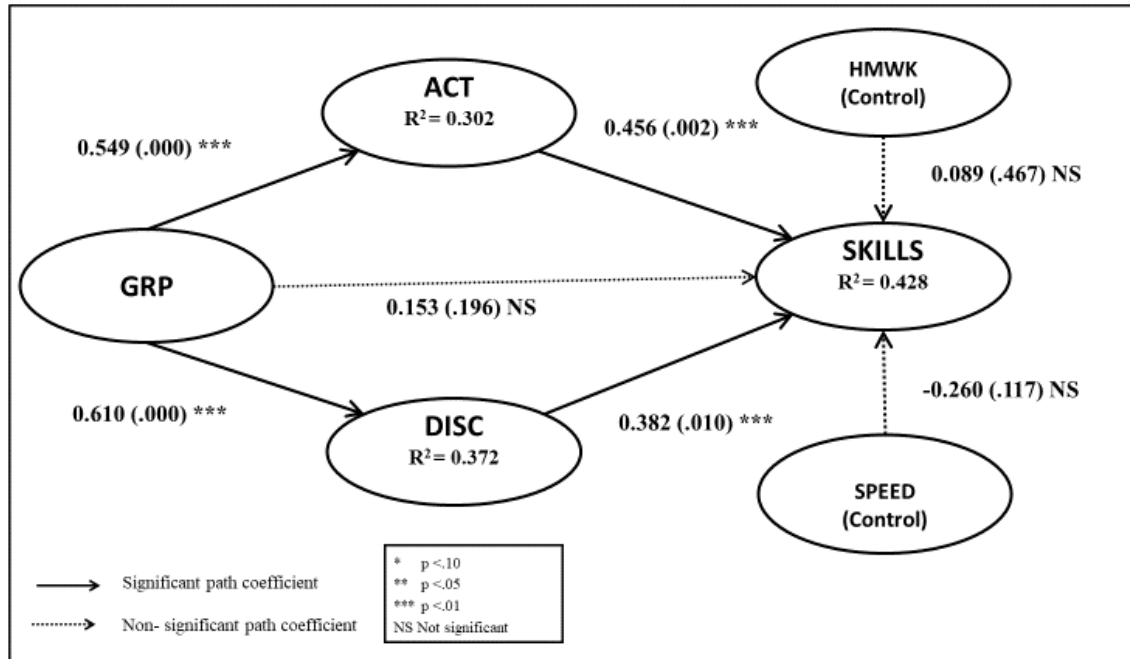 ACT
R² = 0.302
HMWK
(Control)
0.549 (.000) ***
0.456 (.002) ***
0.089 (.467) NS
GRP
SKILLS
R² = 0.428
0.153 (.196) NS
0.610 (.000) ***
DISC
R² = 0.372
0.382 (.010) ***
-0.260 (.117) NS
SPEED
(Control)
Significant path coefficient
Non- significant path coefficient
* p <.10
** p <.05
*** p <.01
NS Not significant